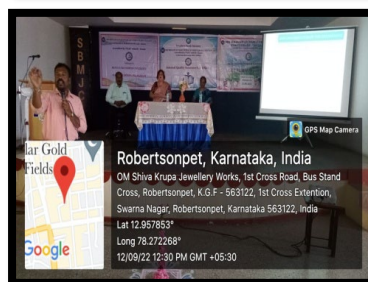 S
B
M
J
GPS Map Camera
lar Gold
Fields
Google
Robertsonpet, Karnataka, India
OM Shiva Krupa Jewellery Works, 1st Cross Road, Bus Stand
Cross, Robertsonpet, K.G.F - 563122, 1st Cross Extention,
Swarna Nagar, Robertsonpet, Karnataka 563122, India
Lat 12.957853°
Long 78.272268°
12/09/22 12:30 PM GMT +05:30